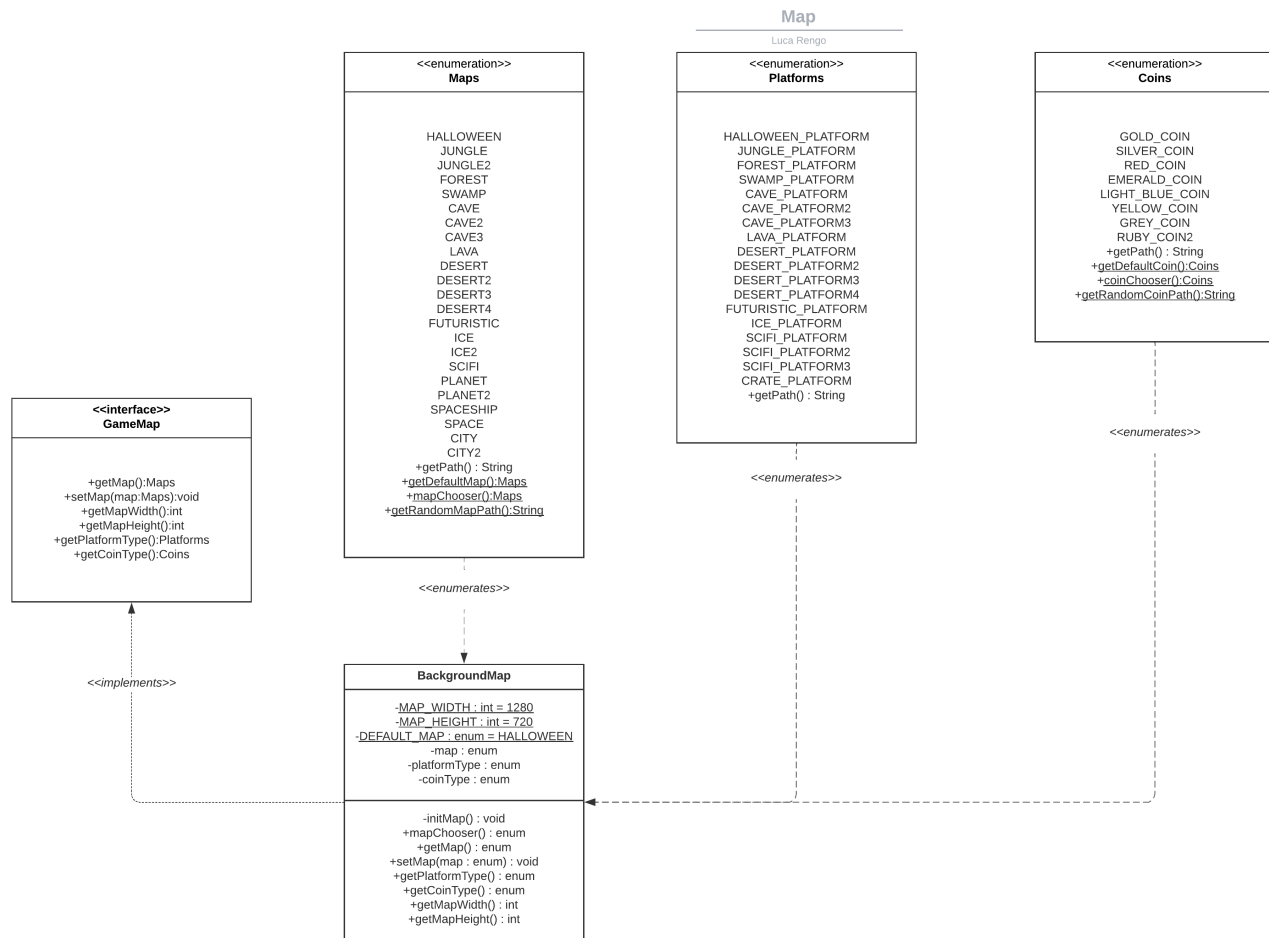 Map
Luca Rengo
<<enumeration>>
Maps
HALLOWEEN
JUNGLE
JUNGLE2
FOREST
SWAMP
CAVE
CAVE2
CAVE3
LAVA
DESERT
DESERT2
DESERT3
DESERT4
FUTURISTIC
ICE
ICE2
SCIFI
PLANET
PLANET2
SPACESHIP
SPACE
CITY
CITY2
+getPath() : String
+getDefaultMap():Maps
+mapChooser():Maps
+getRandomMapPath():String
<<enumeration>>
Platforms
HALLOWEEN_PLATFORM
JUNGLE_PLATFORM
FOREST_PLATFORM
SWAMP_PLATFORM
CAVE_PLATFORM
CAVE_PLATFORM2
CAVE_PLATFORM3
LAVA_PLATFORM
DESERT_PLATFORM
DESERT_PLATFORM2
DESERT_PLATFORM3
DESERT_PLATFORM4
FUTURISTIC_PLATFORM
ICE_PLATFORM
SCIFI_PLATFORM
SCIFI_PLATFORM2
SCIFI_PLATFORM3
CRATE_PLATFORM
+getPath() : String
<<enumeration>>
Coins
GOLD_COIN
SILVER_COIN
RED_COIN
EMERALD_COIN
LIGHT_BLUE_COIN
YELLOW_COIN
GREY_COIN
RUBY_COIN2
+getPath() : String
+getDefaultCoin():Coins
+coinChooser():Coins
+getRandomCoinPath():String
<<interface>>
GameMap
+getMap():Maps
+setMap(map:Maps):void
+getMapWidth():int
+getMapHeight():int
+getPlatformType():Platforms
+getCoinType():Coins
<<enumerates>>
<<enumerates>>
<<enumerates>>
<<implements>>
BackgroundMap
-MAP_WIDTH : int = 1280
-MAP_HEIGHT : int = 720
-DEFAULT_MAP : enum = HALLOWEEN
-map : enum
-platformType : enum
-coinType : enum
-initMap() : void
+mapChooser() : enum
+getMap() : enum
+setMap(map : enum) : void
+getPlatformType() : enum
+getCoinType() : enum
+getMapWidth() : int
+getMapHeight() : int